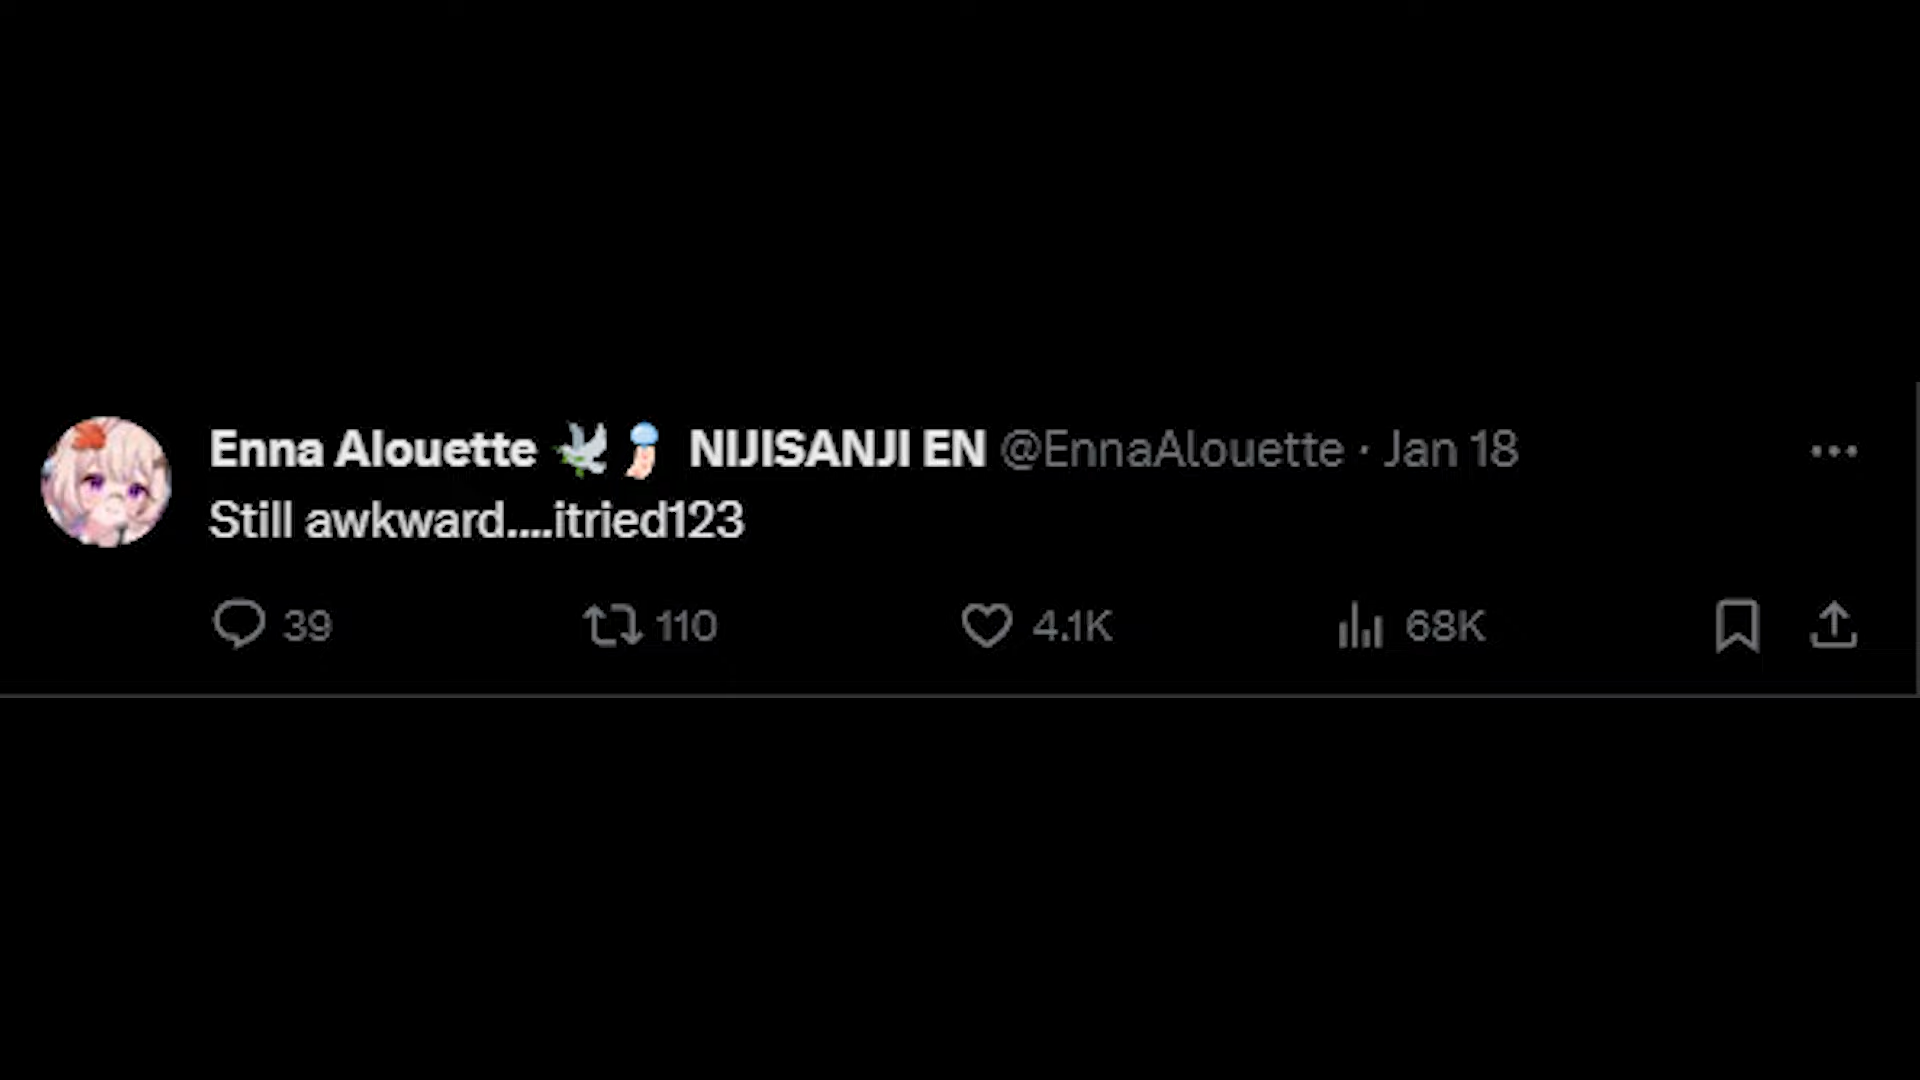 Enna Alouette 🕊️🪼 NIJISANJI EN @EnnaAlouette · Jan 18
Still awkward....itried123
39 110 4.1K 68K